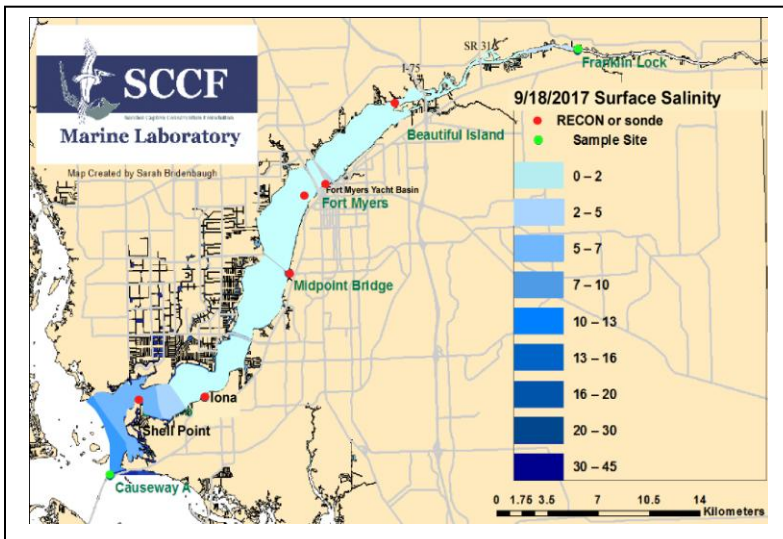 SCCF
Marine Laboratory
Map Created by Sarah Bridenbaugh
SR 31
I-75
Franklin Lock
9/18/2017 Surface Salinity
RECON or sonde
Sample Site
Beautiful Island
Fort Myers Yacht Basin
Fort Myers
Midpoint Bridge
Iona
Shell Point
Causeway A
0 – 2
2 – 5
5 – 7
7 – 10
10 – 13
13 – 16
16 – 20
20 – 30
30 – 45
0 1.75 3.5 7 10.5 14
Kilometers